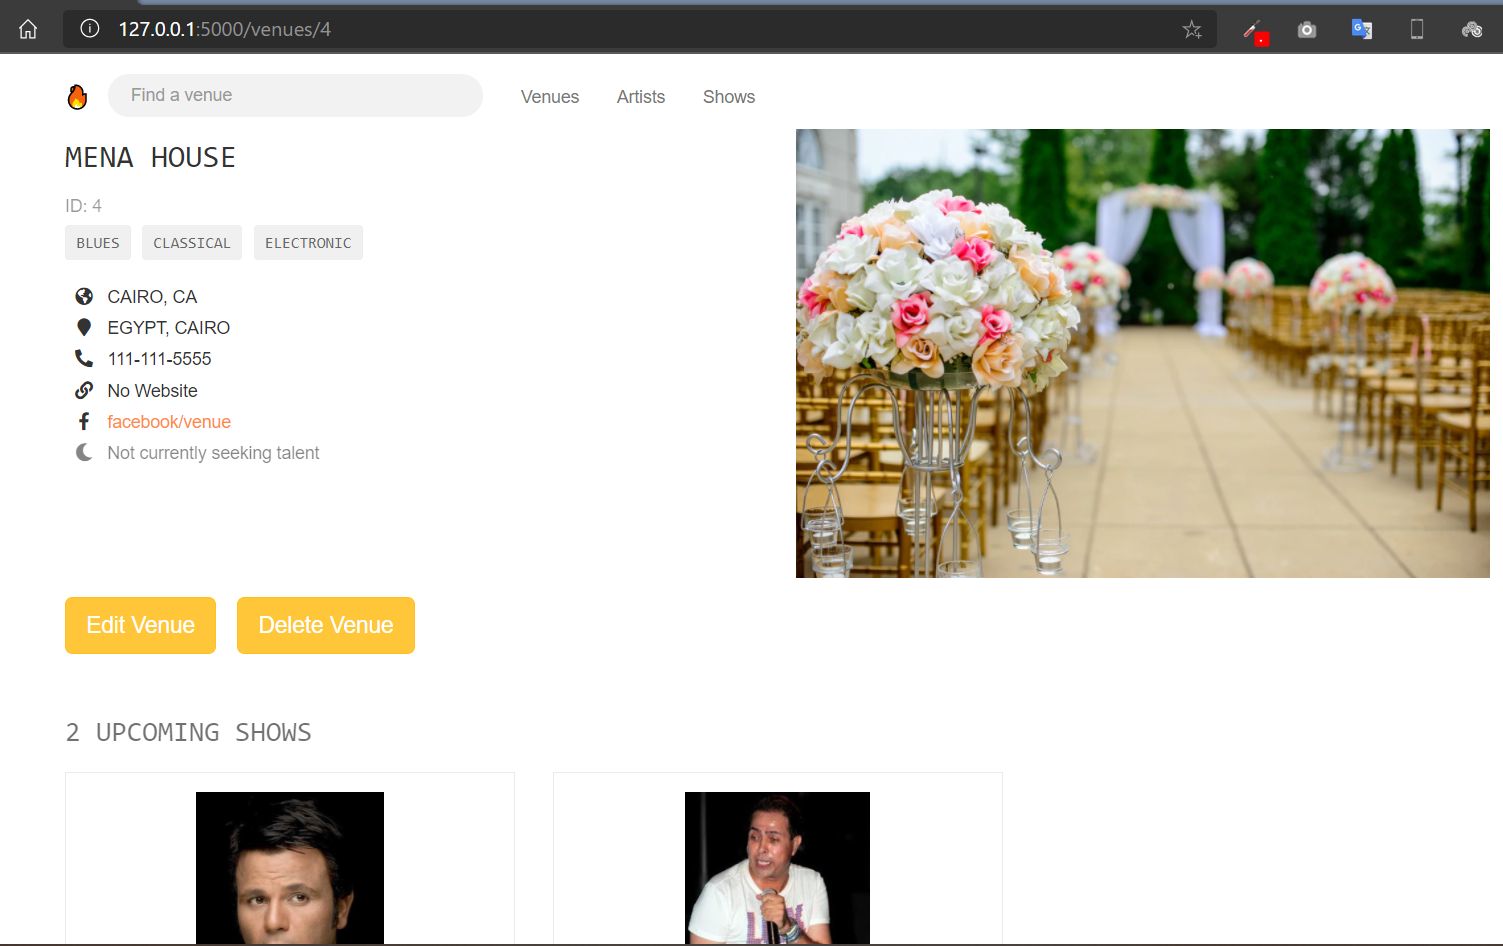 127.0.0.1:5000/venues/4
Find a venue
Venues Artists Shows
MENA HOUSE
ID: 4
BLUES CLASSICAL ELECTRONIC
CAIRO, CA
EGYPT, CAIRO
111-111-5555
No Website
facebook/venue
Not currently seeking talent
Edit Venue Delete Venue
2 UPCOMING SHOWS